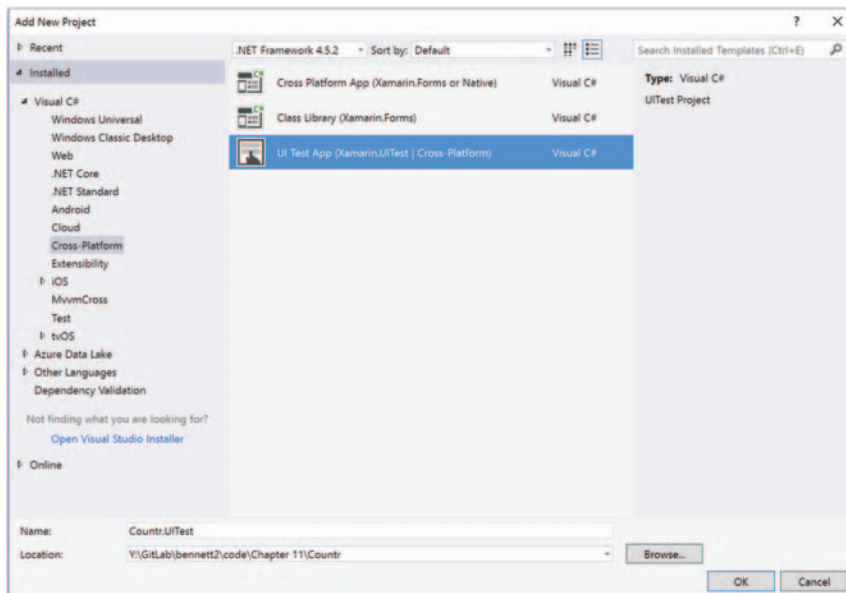 Add New Project
? X
Recent
Installed
Visual C#
Windows Universal
Windows Classic Desktop
Web
.NET Core
.NET Standard
Android
Cloud
Cross-Platform
Extensibility
iOS
MvvmCross
Test
tvOS
Azure Data Lake
Other Languages
Dependency Validation
Not finding what you are looking for?
Open Visual Studio Installer
Online
.NET Framework 4.5.2 Sort by: Default
C# Cross Platform App (Xamarin.Forms or Native) Visual C#
C# Class Library (Xamarin.Forms) Visual C#
UI Test App (Xamarin.UITest | Cross-Platform) Visual C#
Search Installed Templates (Ctrl+E)
Type: Visual C#
UITest Project
Name: Countr.UITest
Location: Y:\GitLab\bennett2\code\Chapter 11\Countr
Browse...
OK Cancel